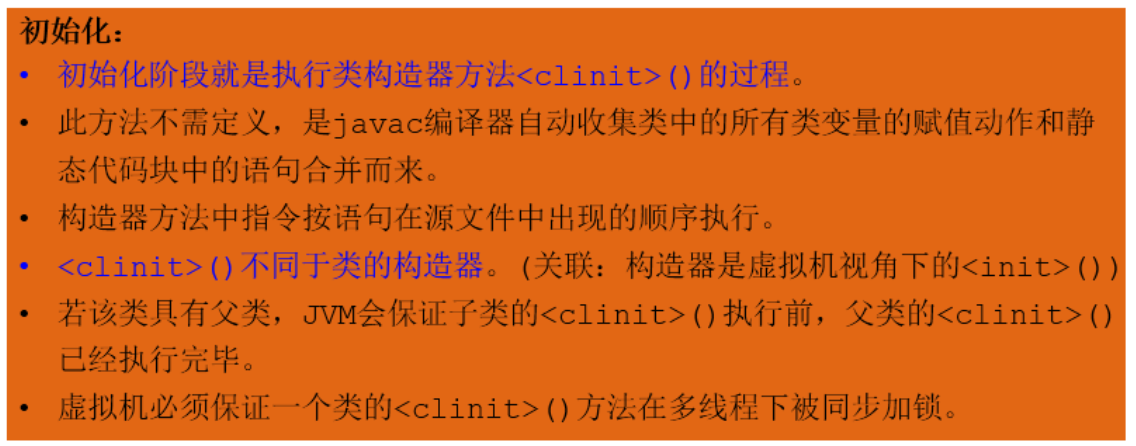 初始化：
• 初始化阶段就是执行类构造器方法<clinit>()的过程。
• 此方法不需定义，是javac编译器自动收集类中的所有类变量的赋值动作和静
态代码块中的语句合并而来。
• 构造器方法中指令按语句在源文件中出现的顺序执行。
• <clinit>()不同于类的构造器。(关联：构造器是虚拟机视角下的<init>())
• 若该类具有父类，JVM会保证子类的<clinit>()执行前，父类的<clinit>()
已经执行完毕。
• 虚拟机必须保证一个类的<clinit>()方法在多线程下被同步加锁。